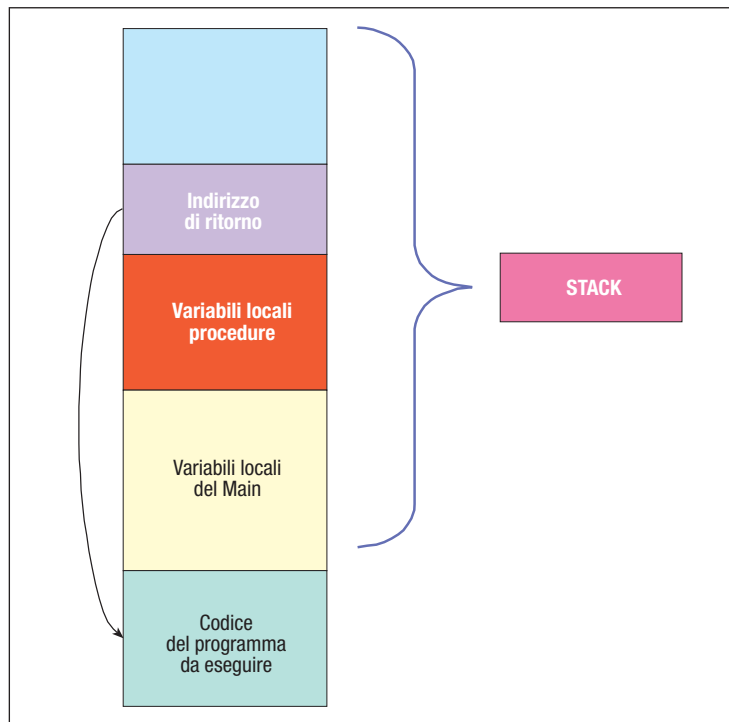 Indirizzo
di ritorno
Variabili locali
procedure
STACK
Variabili locali
del Main
Codice
del programma
da eseguire